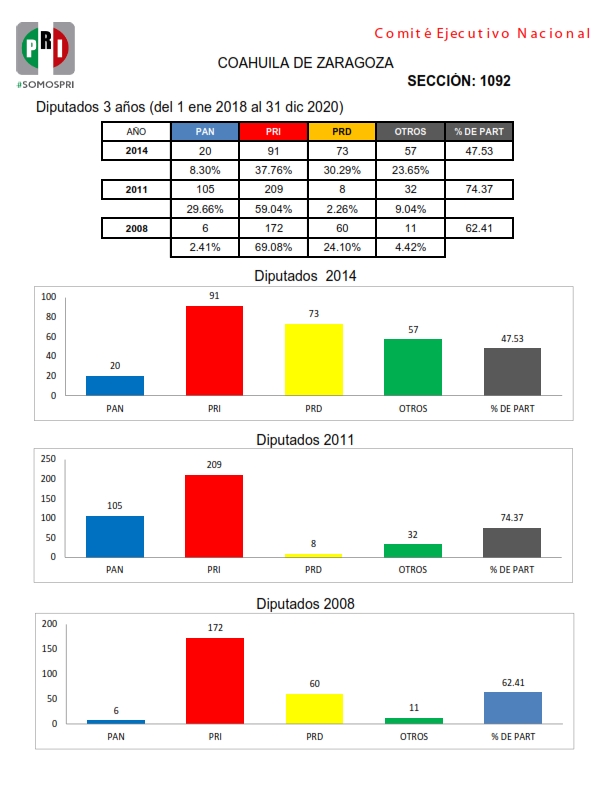 Comité Ejecutivo Nacional
PRI
#SOMOSPRI
COAHUILA DE ZARAGOZA
SECCIÓN: 1092
Diputados 3 años (del 1 ene 2018 al 31 dic 2020)
AÑO PAN PRI PRD OTROS % DE PART
2014 20 91 73 57 47.53
8.30% 37.76% 30.29% 23.65%
2011 105 209 8 32 74.37
29.66% 59.04% 2.26% 9.04%
2008 6 172 60 11 62.41
2.41% 69.08% 24.10% 4.42%
Diputados 2014
100
80
60
40
20
0
20 91 73 57 47.53
PAN PRI PRD OTROS % DE PART
Diputados 2011
250
200
150
100
50
0
105 209 8 32 74.37
PAN PRI PRD OTROS % DE PART
Diputados 2008
200
150
100
50
0
6 172 60 11 62.41
PAN PRI PRD OTROS % DE PART